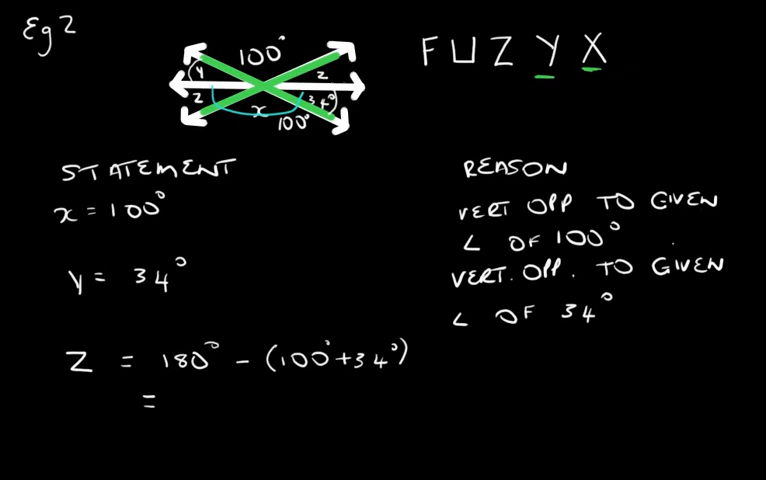 Eg 2
F U Z Y X
100°
y
z
z
34°
x
100°
STATEMENT
REASON
x = 100°
VERT OPP TO GIVEN
∠ OF 100°
y = 34°
VERT. OPP. TO GIVEN
∠ OF 34°
Z = 180° - (100° + 34°)
=